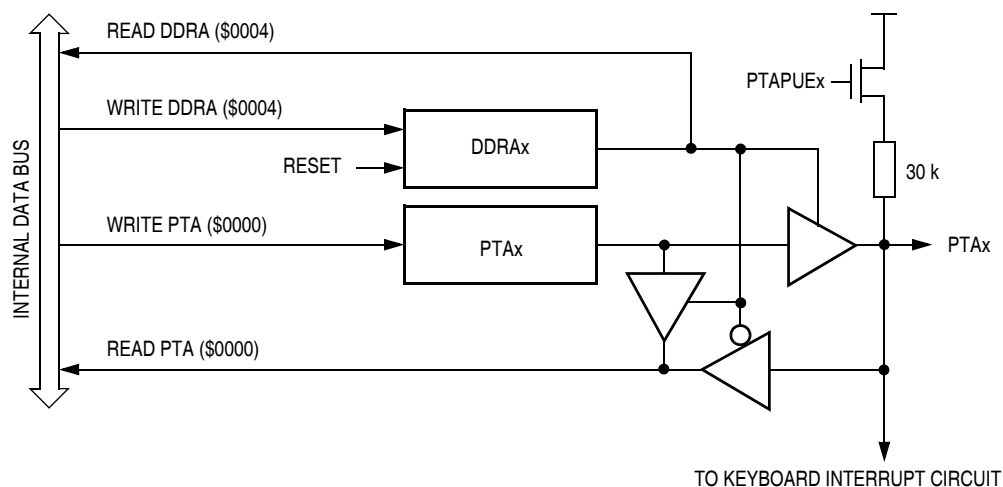 READ DDRA ($0004)
PTAPUEx
WRITE DDRA ($0004)
DDRAx
RESET
30 k
INTERNAL DATA BUS
WRITE PTA ($0000)
PTAx
PTAx
READ PTA ($0000)
TO KEYBOARD INTERRUPT CIRCUIT